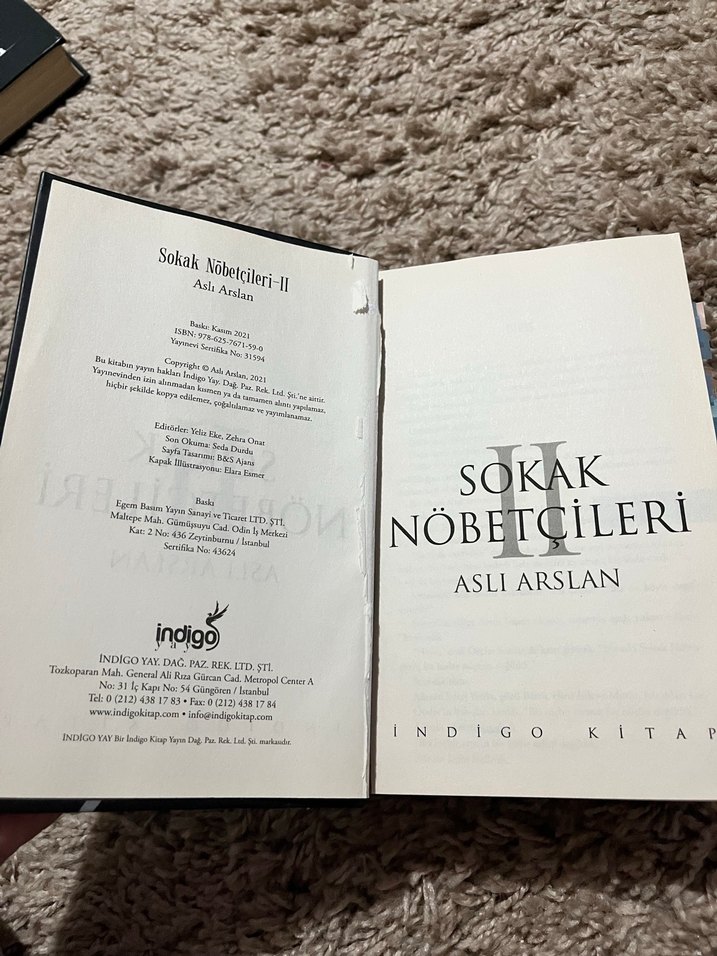 Sokak Nöbetçileri-II
Aslı Arslan
Baskı: Kasım 2021
ISBN: 978-625-7671-59-0
Yayınevi Sertifika No: 31594
Copyright © Aslı Arslan, 2021
Bu kitabın yayın hakları İndigo Yay. Dağ. Paz. Rek. Ltd. Şti.'ne aittir.
Yayınevinden izin alınmadan kısmen ya da tamamen alıntı yapılamaz,
hiçbir şekilde kopya edilemez, çoğaltılamaz ve yayımlanamaz.
Editörler: Yeliz Eke, Zehra Onat
Son Okuma: Seda Durdu
Sayfa Tasarımı: B&S Ajans
Kapak İllüstrasyonu: Elara Esmer
Baskı
Egem Basım Yayın Sanayi ve Ticaret LTD. ŞTİ.
Maltepe Mah. Gümüşsuyu Cad. Odin İş Merkezi
Kat: 2 No: 436 Zeytinburnu / İstanbul
Sertifika No: 43624
indigo
yay
İNDİGO YAY. DAĞ. PAZ. REK. LTD. ŞTİ.
Tozkoparan Mah. General Ali Rıza Gürcan Cad. Metropol Center A
No: 31 İç Kapı No: 54 Güngören / İstanbul
Tel: 0 (212) 438 17 83 • Fax: 0 (212) 438 17 84
www.indigokitap.com • info@indigokitap.com
İNDİGO YAY Bir İndigo Kitap Yayın Dağ. Paz. Rek. Ltd. Şti. markasıdır.
II
SOKAK
NÖBETÇİLERİ
ASLI ARSLAN
İNDİGO KİTAP